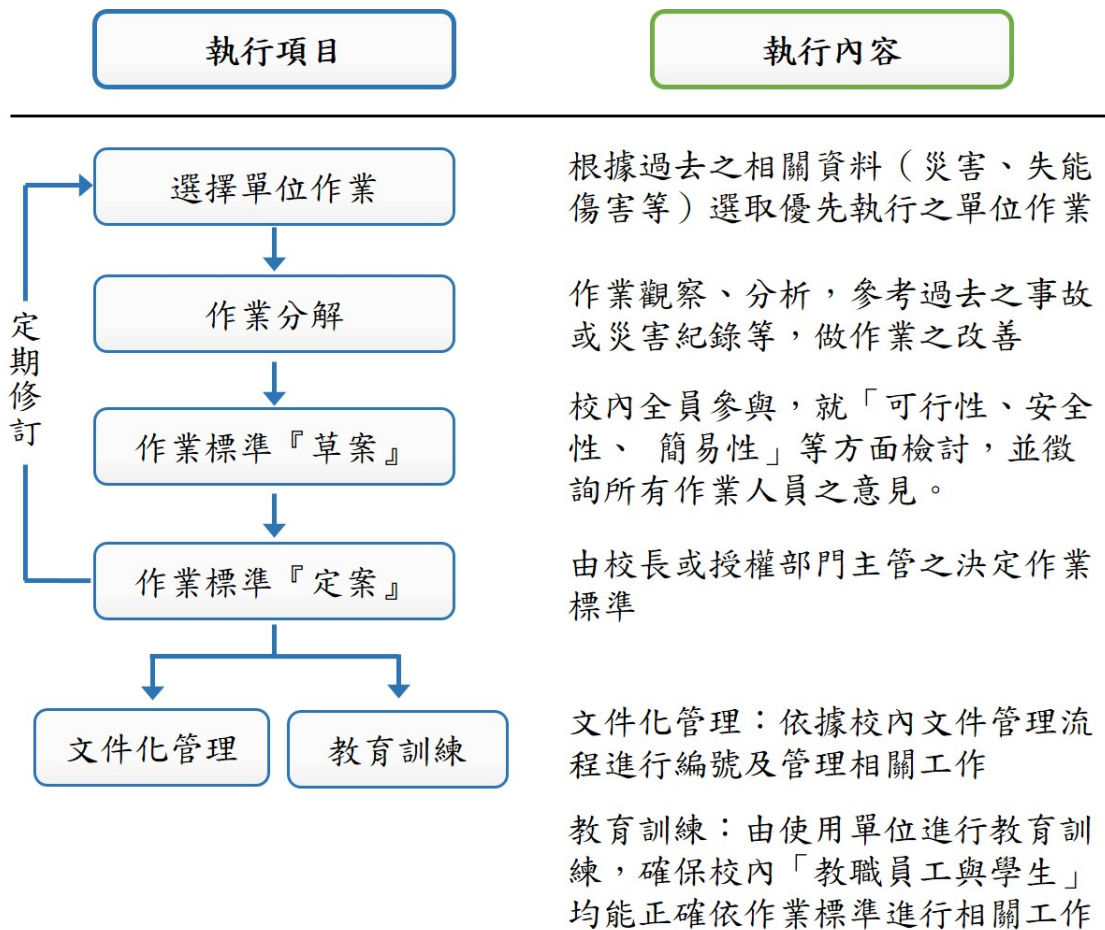 執行項目
執行內容
選擇單位作業
根據過去之相關資料（災害、失能
傷害等）選取優先執行之單位作業
作業分解
作業觀察、分析，參考過去之事故
或災害紀錄等，做作業之改善
定期修訂
作業標準『草案』
校內全員參與，就「可行性、安全
性、 簡易性」等方面檢討，並徵
詢所有作業人員之意見。
作業標準『定案』
由校長或授權部門主管之決定作業
標準
文件化管理
教育訓練
文件化管理：依據校內文件管理流
程進行編號及管理相關工作
教育訓練：由使用單位進行教育訓
練，確保校內「教職員工與學生」
均能正確依作業標準進行相關工作